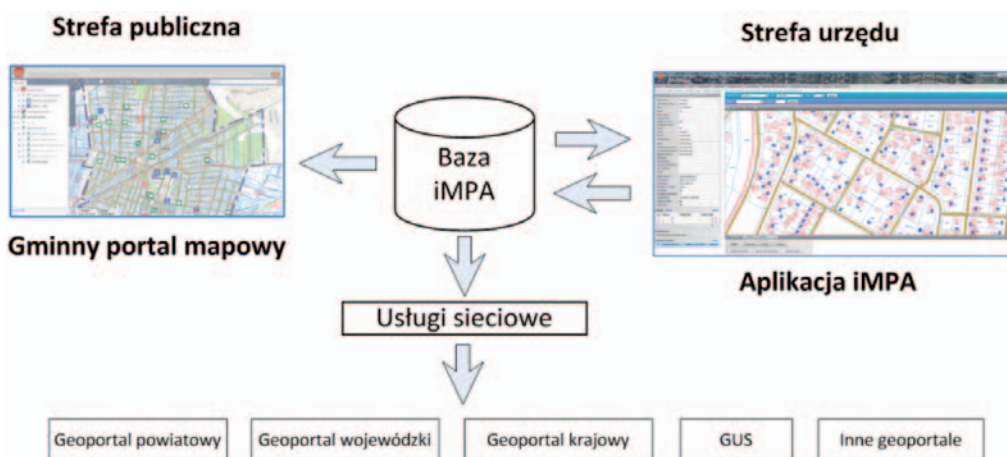 Strefa publiczna
Strefa urzędu
Baza
iMPA
Gminny portal mapowy
Aplikacja iMPA
Usługi sieciowe
Geoportal powiatowy
Geoportal wojewódzki
Geoportal krajowy
GUS
Inne geoportale